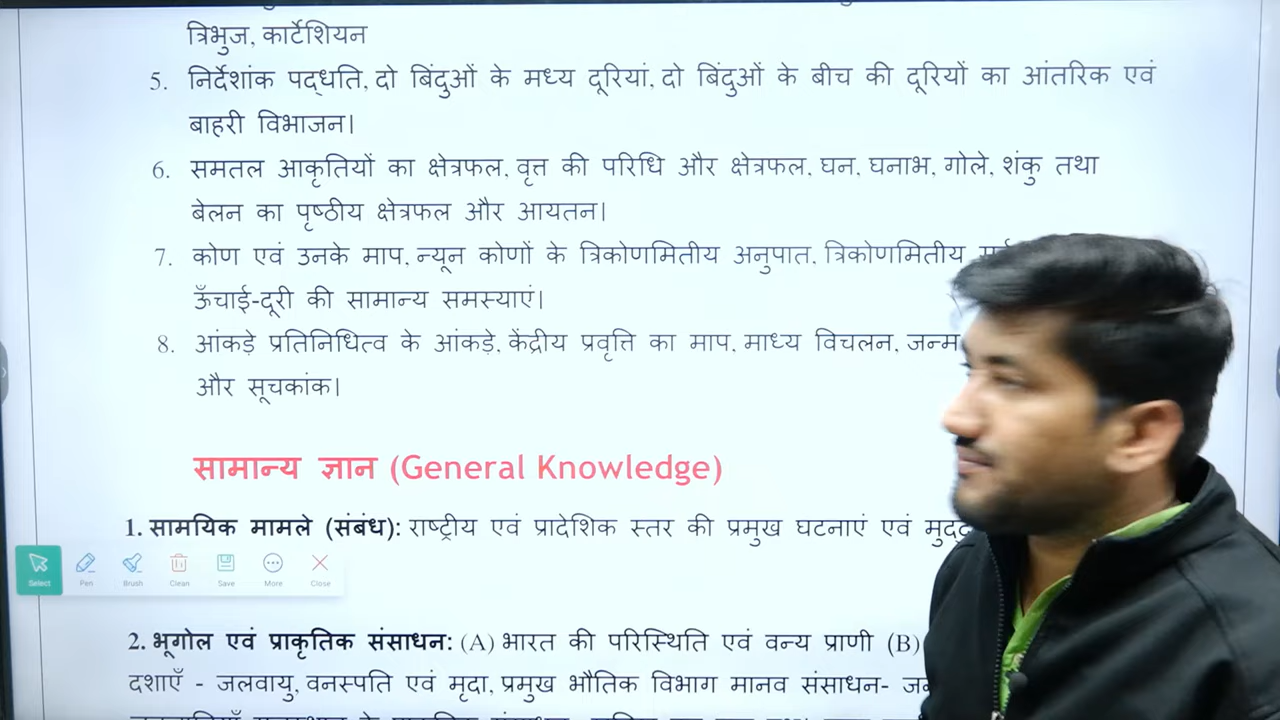 त्रिभुज, कार्टेशियन
5. निर्देशांक पद्धति, दो बिंदुओं के मध्य दूरियां, दो बिंदुओं के बीच की दूरियों का आंतरिक एवं
बाहरी विभाजन।
6. समतल आकृतियों का क्षेत्रफल, वृत्त की परिधि और क्षेत्रफल, घन, घनाभ, गोले, शंकु तथा
बेलन का पृष्ठीय क्षेत्रफल और आयतन।
7. कोण एवं उनके माप, न्यून कोणों के त्रिकोणमितीय अनुपात, त्रिकोणमितीय
ऊँचाई-दूरी की सामान्य समस्याएं।
8. आंकड़े प्रतिनिधित्व के आंकड़े, केंद्रीय प्रवृत्ति का माप, माध्य विचलन, जन्म
और सूचकांक।
सामान्य ज्ञान (General Knowledge)
1. सामयिक मामले (संबंध): राष्ट्रीय एवं प्रादेशिक स्तर की प्रमुख घटनाएं एवं
Select Pen Brush Clean Save More Close
2. भूगोल एवं प्राकृतिक संसाधन: (A) भारत की परिस्थिति एवं वन्य प्राणी (B)
दशाएँ - जलवायु, वनस्पति एवं मृदा, प्रमुख भौतिक विभाग मानव संसाधन-